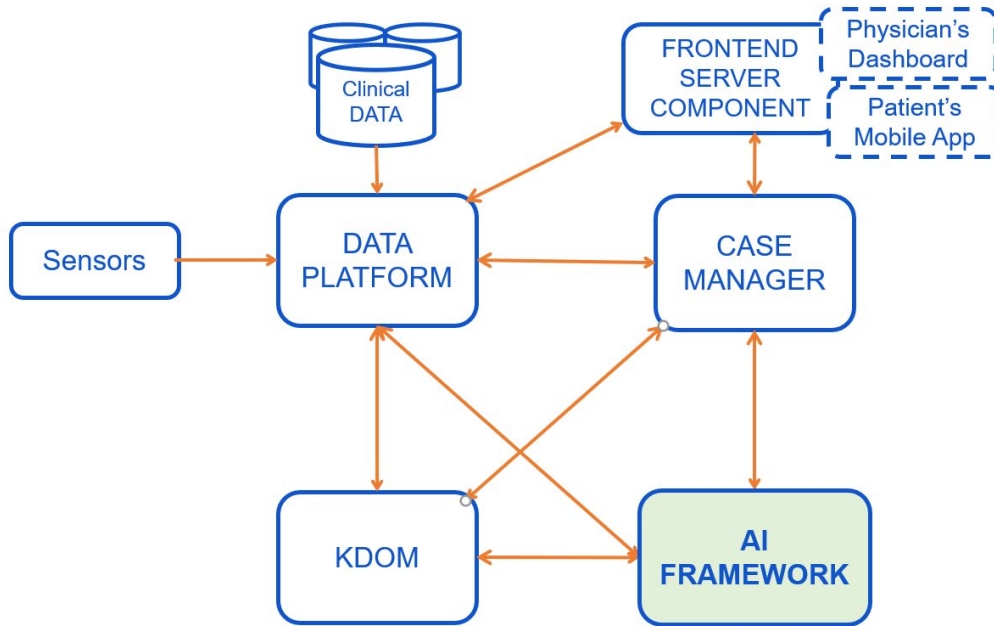 Clinical
DATA
FRONTEND
SERVER
COMPONENT
Physician’s
Dashboard
Patient’s
Mobile App
Sensors
DATA
PLATFORM
CASE
MANAGER
KDOM
AI
FRAMEWORK